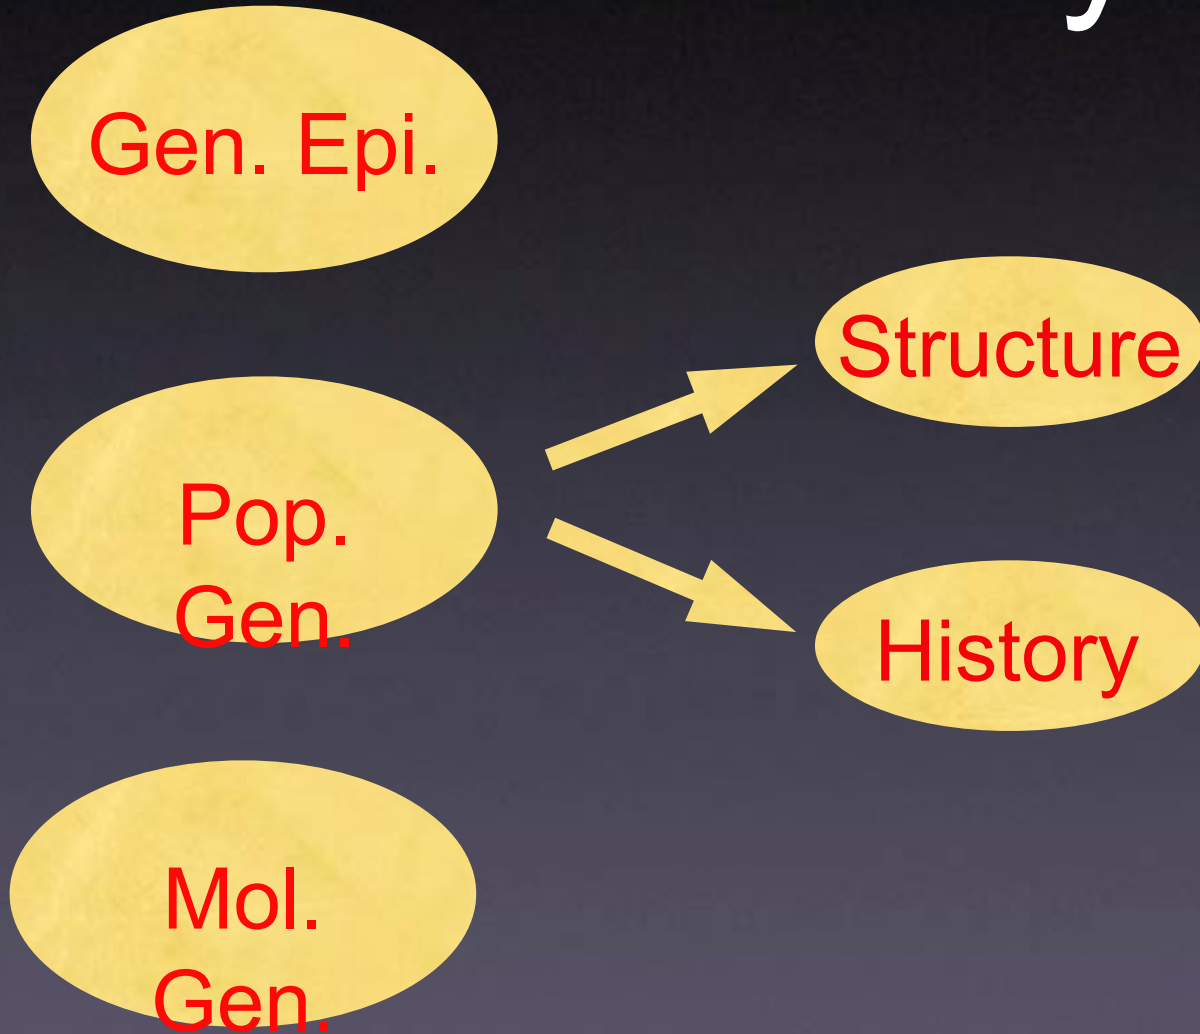 Gen. Epi.
Structure
Pop.
Gen.
History
Mol.
Gen.